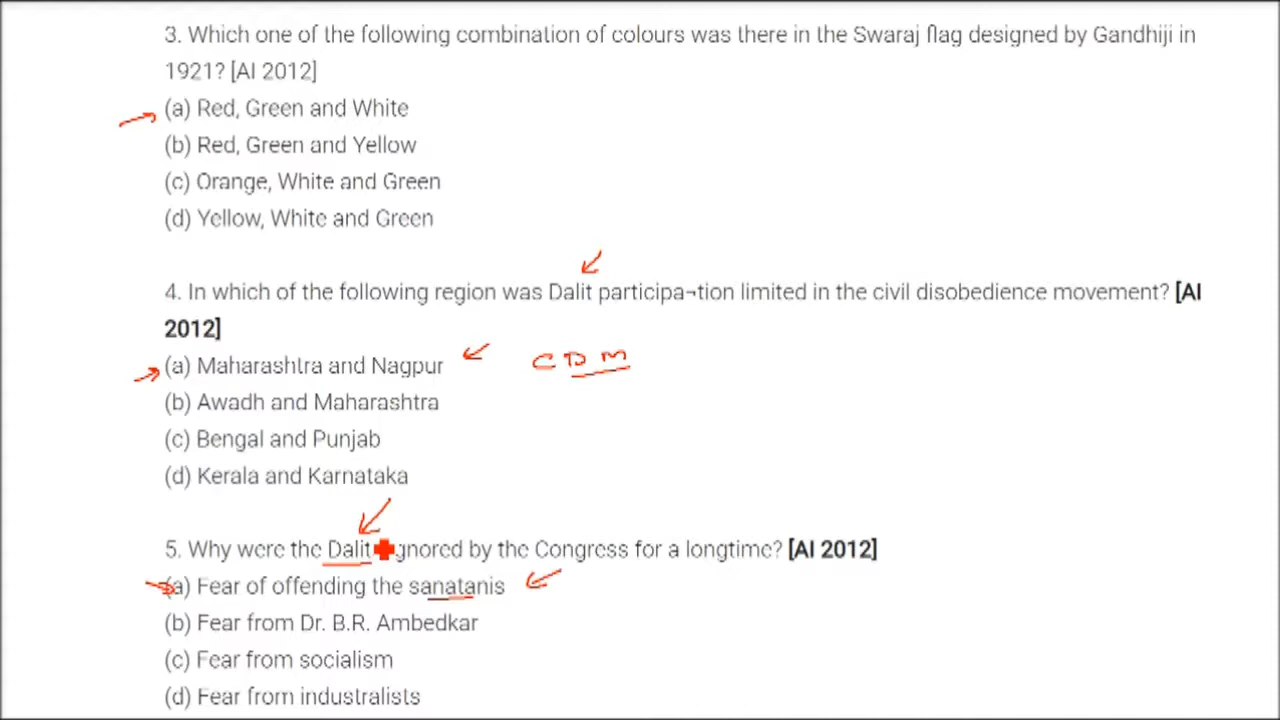 3. Which one of the following combination of colours was there in the Swaraj flag designed by Gandhiji in
1921? [AI 2012]
(a) Red, Green and White
(b) Red, Green and Yellow
(c) Orange, White and Green
(d) Yellow, White and Green
4. In which of the following region was Dalit participa¬tion limited in the civil disobedience movement? [AI
2012]
(a) Maharashtra and Nagpur
CDM
(b) Awadh and Maharashtra
(c) Bengal and Punjab
(d) Kerala and Karnataka
5. Why were the Dalit gnored by the Congress for a longtime? [AI 2012]
(a) Fear of offending the sanatanis
(b) Fear from Dr. B.R. Ambedkar
(c) Fear from socialism
(d) Fear from industralists